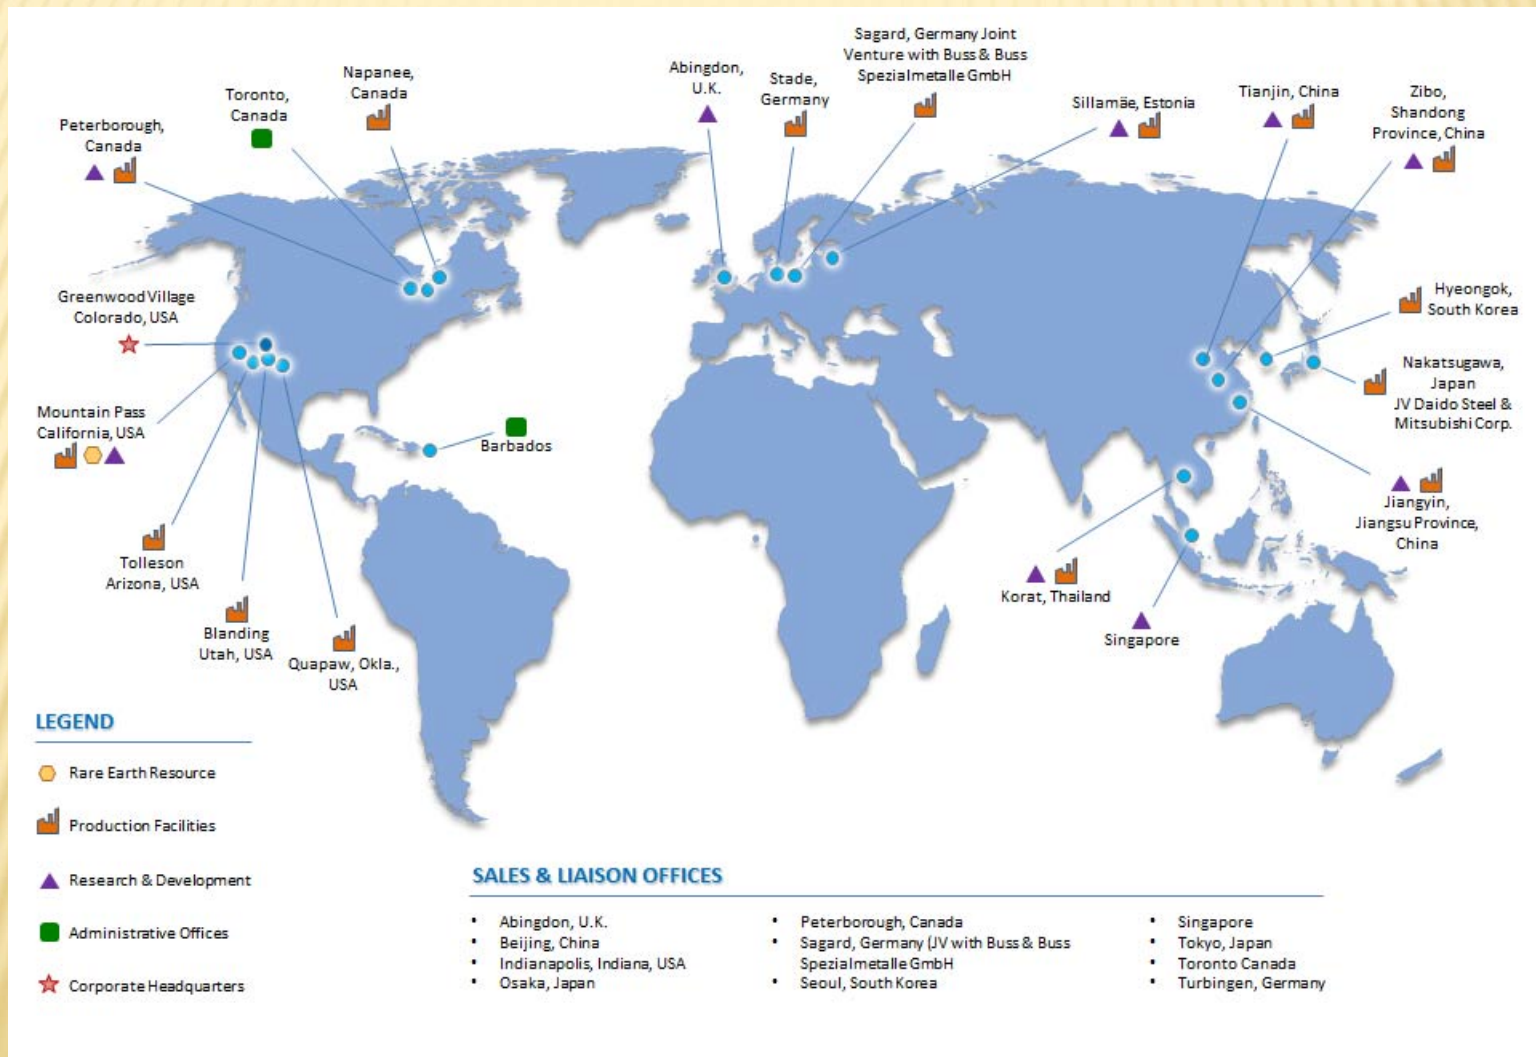 Sagard, Germany Joint
Venture with Buss & Buss
Spezialmetalle GmbH
Napanee,
Canada
Toronto,
Canada
Peterborough,
Canada
Abingdon,
U.K.
Stade,
Germany
Sillamäe, Estonia
Tianjin, China
Zibo,
Shandong
Province, China
Greenwood Village
Colorado, USA
Hyeongok,
South Korea
Nakatsugawa,
Japan
JV Daido Steel &
Mitsubishi Corp.
Mountain Pass
California, USA
Barbados
Jiangyin,
Jiangsu Province,
China
Tolleson
Arizona, USA
Korat, Thailand
Blanding
Utah, USA
Singapore
Quapaw, Okla.,
USA
LEGEND
Rare Earth Resource
Production Facilities
Research & Development
Administrative Offices
Corporate Headquarters
SALES & LIAISON OFFICES
• Abingdon, U.K.
• Beijing, China
• Indianapolis, Indiana, USA
• Osaka, Japan
• Peterborough, Canada
• Sagard, Germany (JV with Buss & Buss
Spezialmetalle GmbH
• Seoul, South Korea
• Singapore
• Tokyo, Japan
• Toronto Canada
• Turbingen, Germany